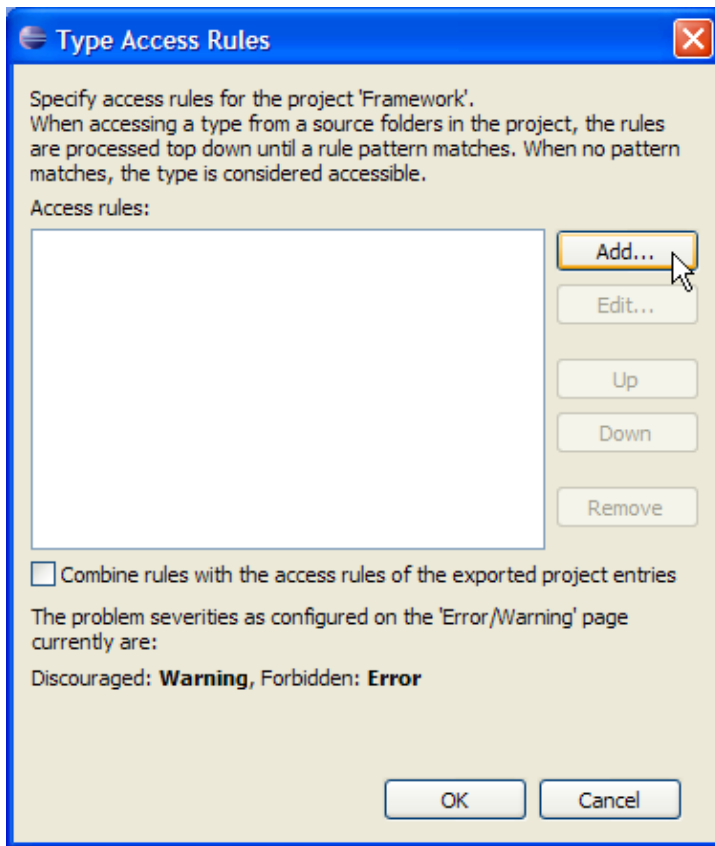 Type Access Rules
Specify access rules for the project 'Framework'.
When accessing a type from a source folders in the project, the rules
are processed top down until a rule pattern matches. When no pattern
matches, the type is considered accessible.
Access rules:
Add...
Edit...
Up
Down
Remove
Combine rules with the access rules of the exported project entries
The problem severities as configured on the 'Error/Warning' page
currently are:
Discouraged: Warning, Forbidden: Error
OK
Cancel